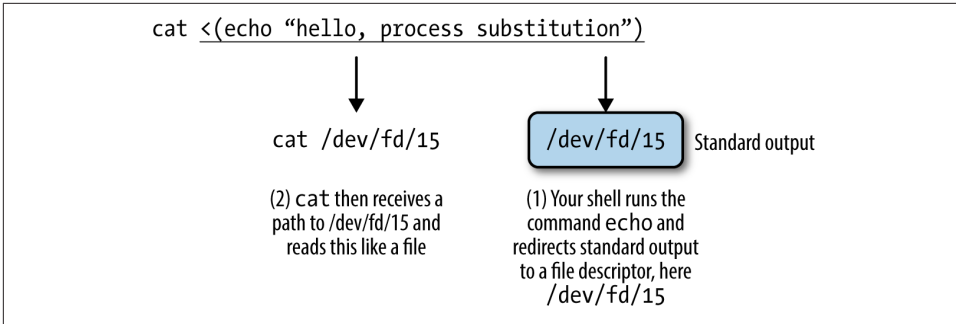 cat <(echo “hello, process substitution”)
cat /dev/fd/15
/dev/fd/15 Standard output
(2) cat then receives a
path to /dev/fd/15 and
reads this like a file
(1) Your shell runs the
command echo and
redirects standard output
to a file descriptor, here
/dev/fd/15